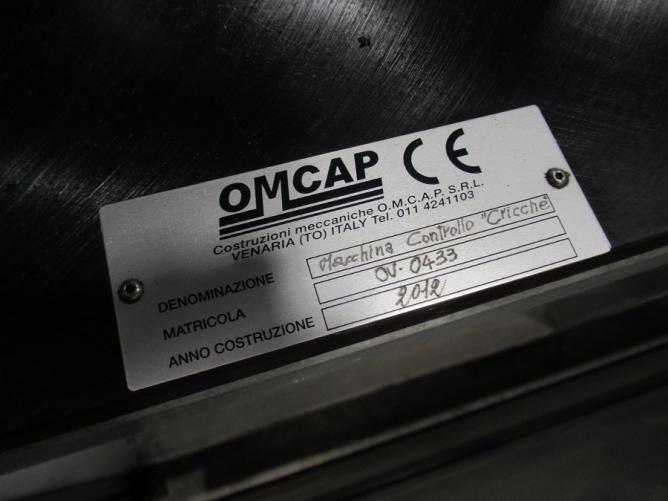 OMCAP CE
Costruzioni meccaniche O.M.C.A.P. S.R.L.
VENARIA (TO) ITALY Tel. 011 4241103
DENOMINAZIONE Macchina Controllo "Cricche
MATRICOLA OV-0433
ANNO COSTRUZIONE 2012